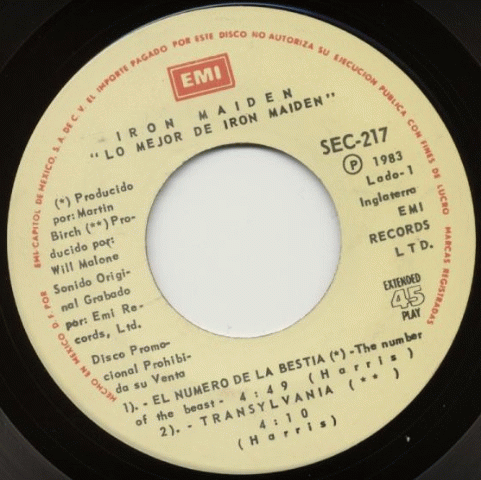 HECHO EN MEXICO D F POR EMI-CAPITOL DE MEXICO, S.A. DE C V. EL IMPORTE PAGADO POR ESTE DISCO NO AUTORIZA SU EJECUCION PUBLICA CON FINES DE LUCRO MARCAS REGISTRADAS
EMI
IRON MAIDEN
"LO MEJOR DE IRON MAIDEN"
SEC-217
Ⓟ 1983
Lado-1
Inglaterra
EMI
RECORDS
LTD.
(*) Producido
por: Martin
Birch (**) Pro-
ducido por:
Will Malone
Sonido Origi-
nal Grabado
por: Emi Re-
cords, Ltd.
Disco Promo-
cional Prohibi-
da su Venta
EXTENDED
45
PLAY
1). - EL NUMERO DE LA BESTIA (*) -The number
of the beast - 4:49 (Harris)
2). - TRANSYLVANIA (**)
4:10
(Harris)